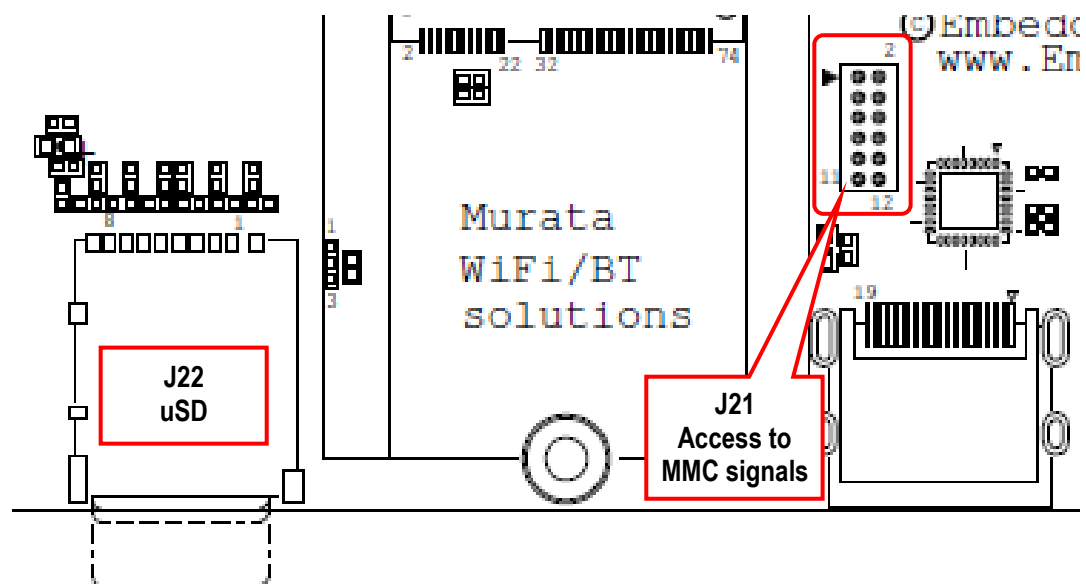 ©Embedd
www.Em
2
2
22
32
74
11
12
8
1
1
3
Murata
WiFi/BT
solutions
19
J22
uSD
J21
Access to
MMC signals